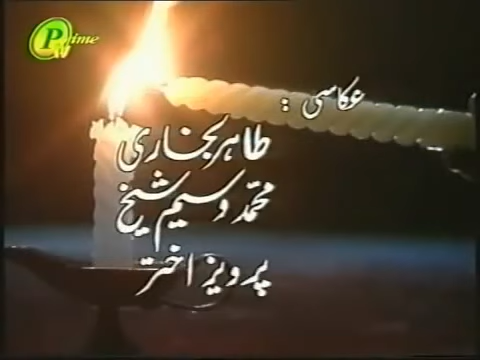 Prime
TV
عکاسی :
طاہر بخاری
محمد وسیم شیخ
پرویز اختر